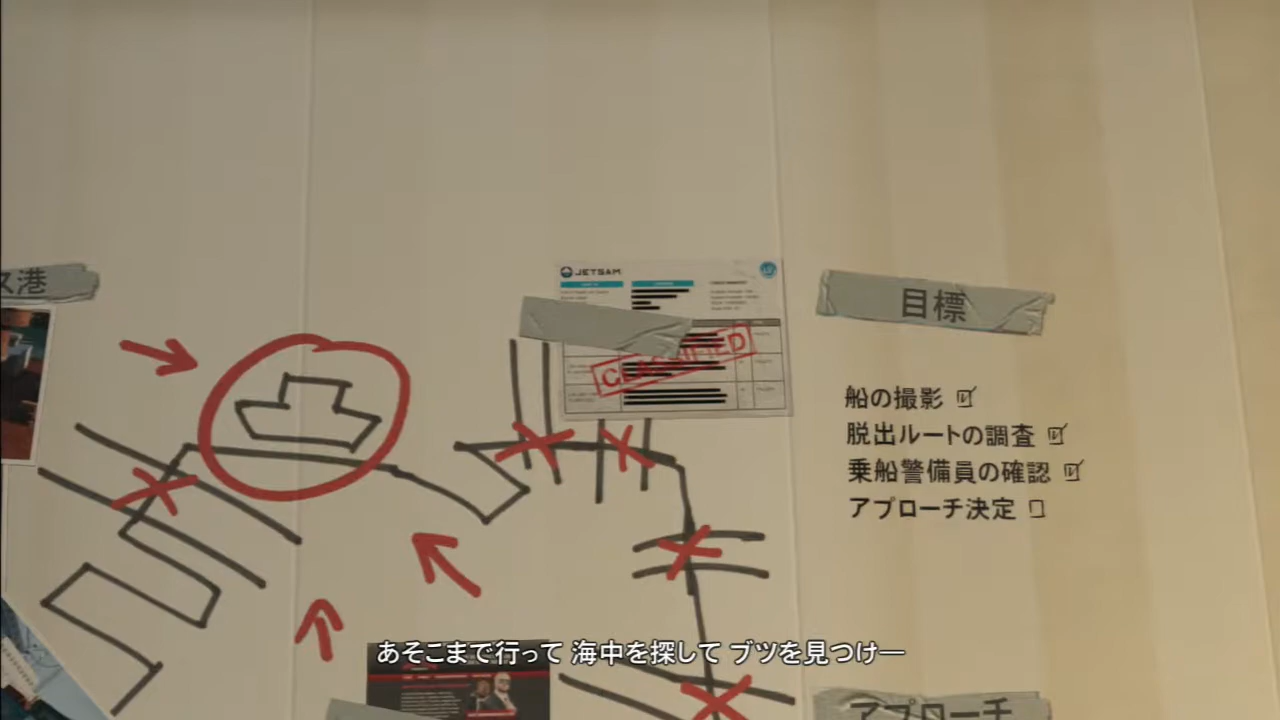 ス港
JETSAM
CLASSIFIED
目標
船の撮影
脱出ルートの調査
乗船警備員の確認
アプローチ決定
あそこまで行って 海中を探して ブツを見つけ―
アプローチ